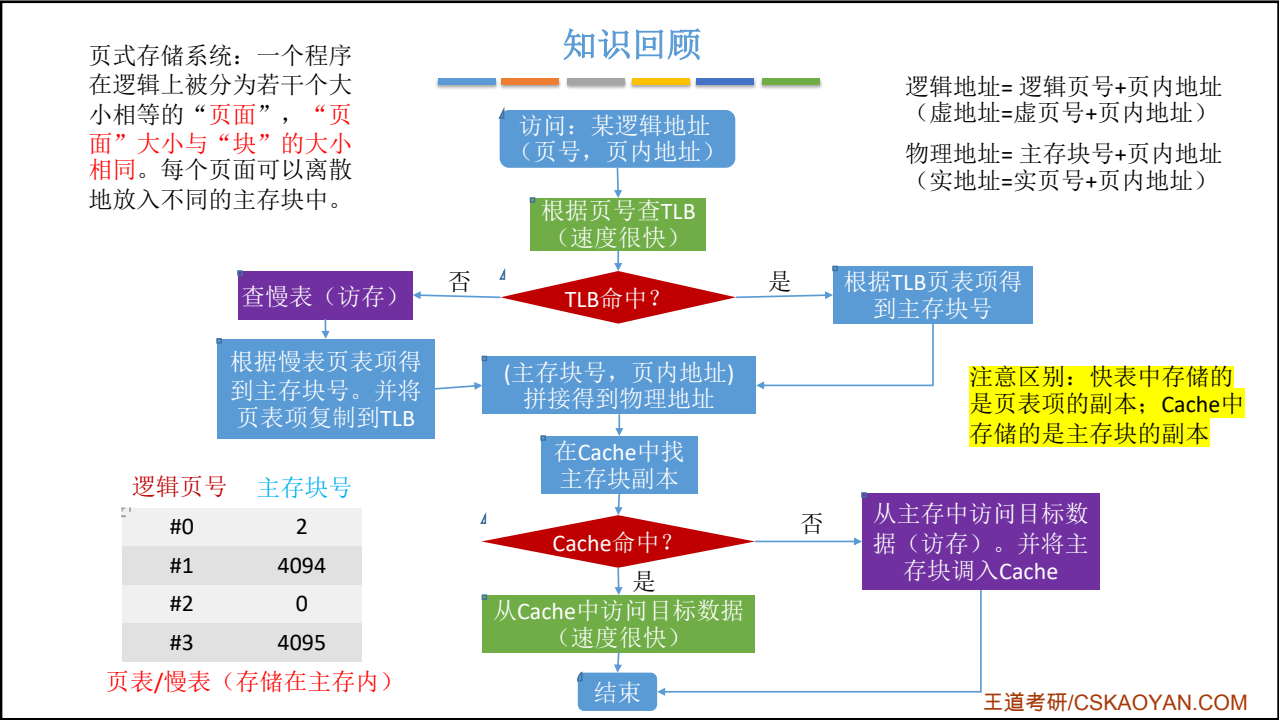 知识回顾
页式存储系统：一个程序
在逻辑上被分为若干个大
小相等的“页面”，“页
面”大小与“块”的大小
相同。每个页面可以离散
地放入不同的主存块中。
逻辑地址= 逻辑页号+页内地址
（虚地址=虚页号+页内地址）
物理地址= 主存块号+页内地址
（实地址=实页号+页内地址）
访问：某逻辑地址
（页号，页内地址）
根据页号查TLB
（速度很快）
TLB命中？
否
是
查慢表（访存）
根据TLB页表项得
到主存块号
根据慢表页表项得
到主存块号。并将
页表项复制到TLB
(主存块号，页内地址)
拼接得到物理地址
注意区别：快表中存储的
是页表项的副本；Cache中
存储的是主存块的副本
在Cache中找
主存块副本
Cache命中？
否
是
从主存中访问目标数
据（访存）。并将主
存块调入Cache
从Cache中访问目标数据
（速度很快）
结束
逻辑页号 主存块号
#0 2
#1 4094
#2 0
#3 4095
页表/慢表（存储在主存内）
王道考研/CSKAOYAN.COM